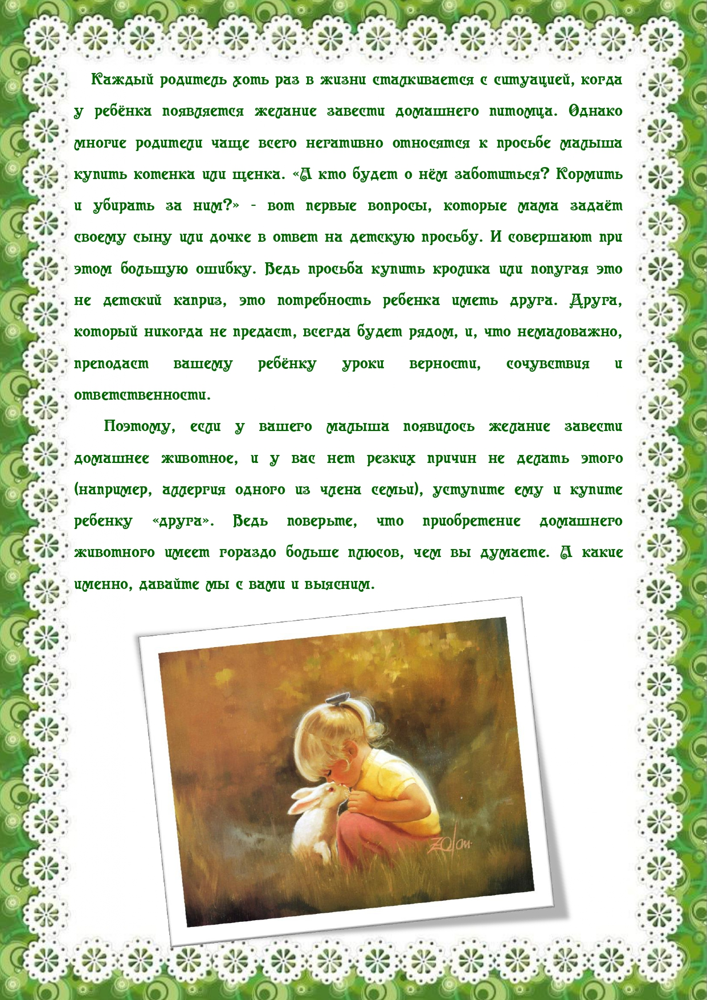 Каждый родитель хоть раз в жизни сталкивается с ситуацией, когда
у ребёнка появляется желание завести домашнего питомца. Однако
многие родители чаще всего негативно относятся к просьбе малыша
купить котенка или щенка. «А кто будет о нём заботиться? Кормить
и убирать за ним?» - вот первые вопросы, которые мама задаёт
своему сыну или дочке в ответ на детскую просьбу. И совершают при
этом большую ошибку. Ведь просьба купить кролика или попугая это
не детский каприз, это потребность ребенка иметь друга. Друга,
который никогда не предаст, всегда будет рядом, и, что немаловажно,
преподаст вашему ребёнку уроки верности, сочувствия и
ответственности.
Поэтому, если у вашего малыша появилось желание завести
домашнее животное, и у вас нет резких причин не делать этого
(например, аллергия одного из члена семьи), уступите ему и купите
ребенку «друга». Ведь поверьте, что приобретение домашнего
животного имеет гораздо больше плюсов, чем вы думаете. А какие
именно, давайте мы с вами и выясним.
Zolan